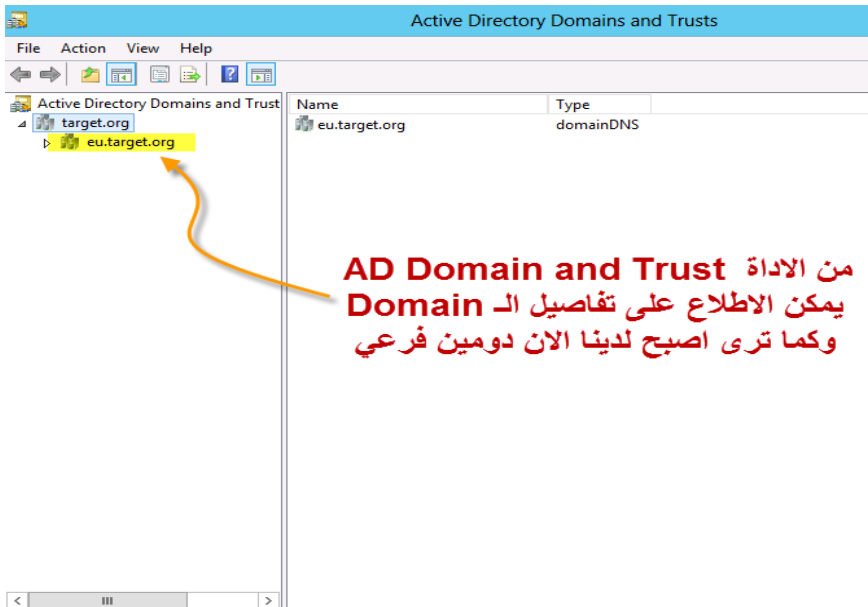 Active Directory Domains and Trusts
File Action View Help
Active Directory Domains and Trust
target.org
eu.target.org
Name Type
eu.target.org domainDNS
من الاداة AD Domain and Trust
يمكن الاطلاع على تفاصيل الـ Domain
وكما ترى اصبح لدينا الان دومين فرعي